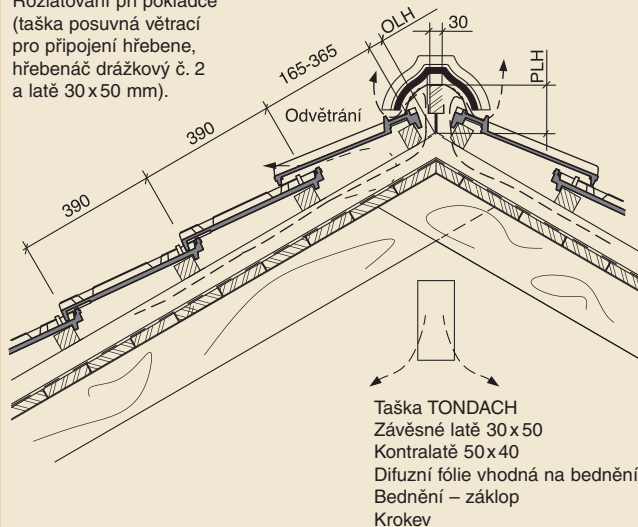 Rozlaťování při pokládce
(taška posuvná větrací
pro připojení hřebene,
hřebenáč drážkový č. 2
a latě 30 x 50 mm).
OLH
30
PLH
165-365
Odvětrání
390
390
Taška TONDACH
Závěsné latě 30 x 50
Kontralatě 50 x 40
Difuzní fólie vhodná na bednění
Bednění – záklop
Krokev